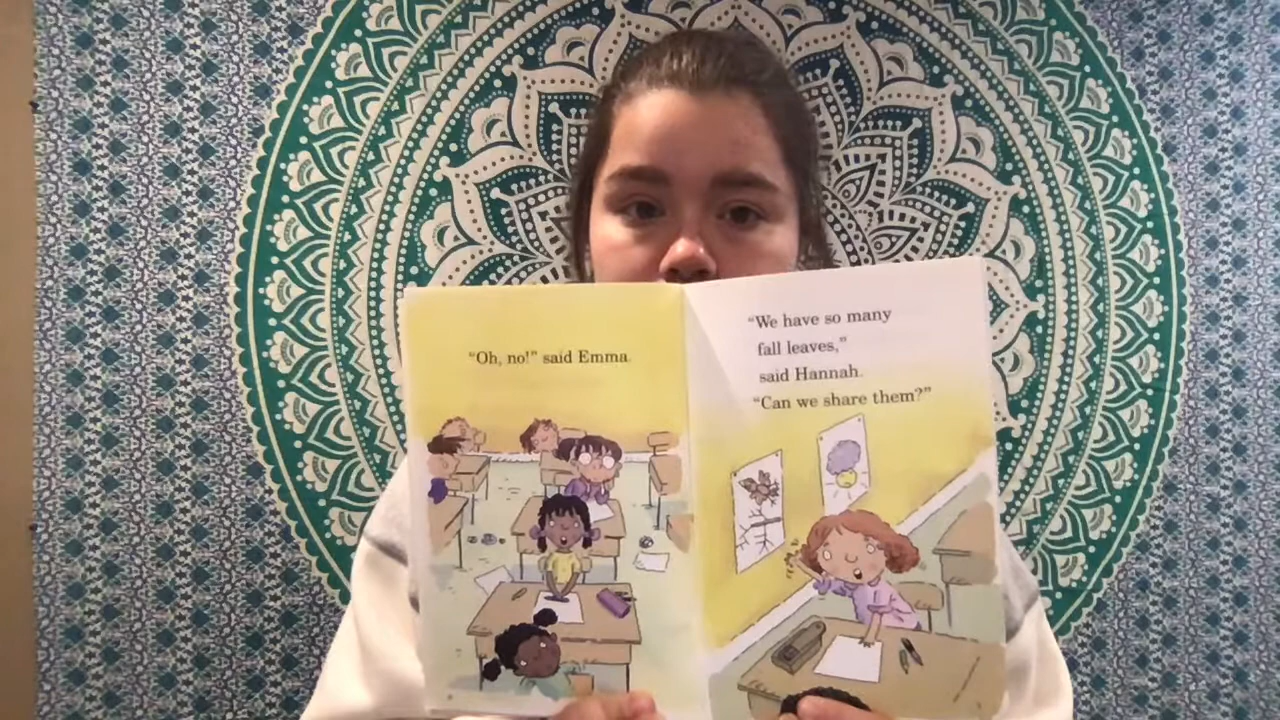 "Oh, no!" said Emma.
"We have so many
fall leaves,"
said Hannah.
"Can we share them?"